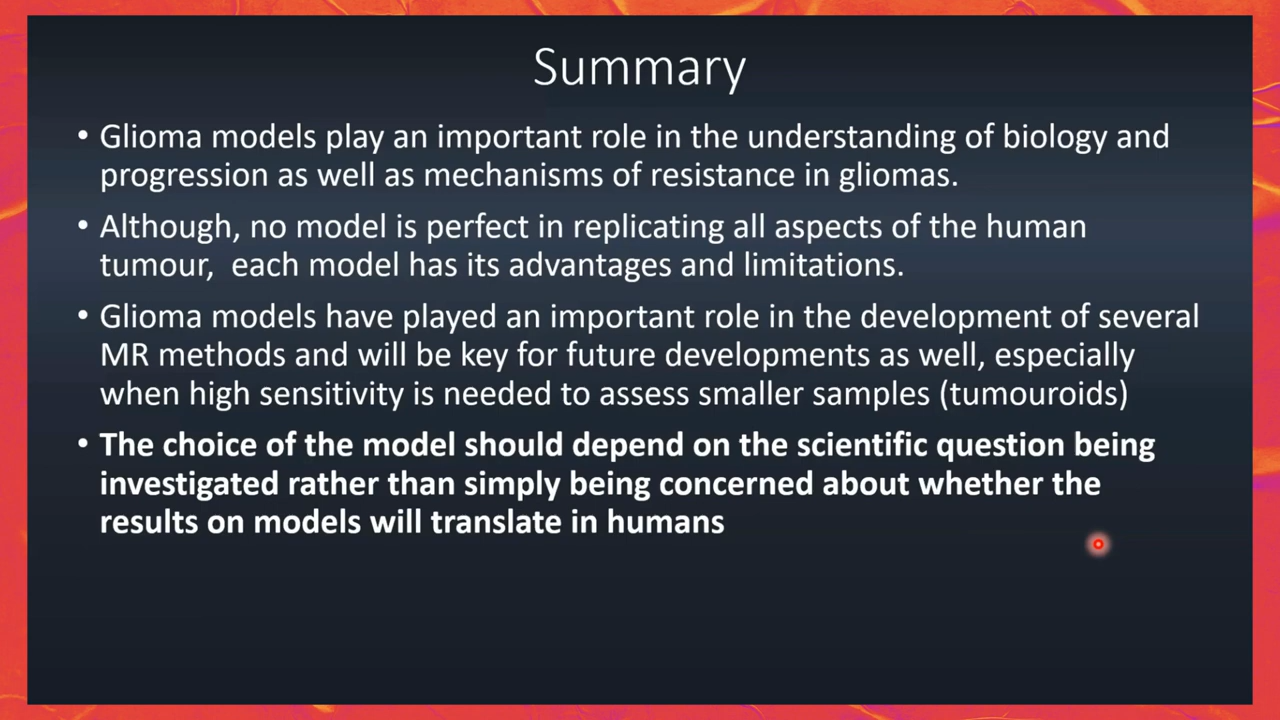 Summary
• Glioma models play an important role in the understanding of biology and
progression as well as mechanisms of resistance in gliomas.
• Although, no model is perfect in replicating all aspects of the human
tumour,  each model has its advantages and limitations.
• Glioma models have played an important role in the development of several
MR methods and will be key for future developments as well, especially
when high sensitivity is needed to assess smaller samples (tumouroids)
• The choice of the model should depend on the scientific question being
investigated rather than simply being concerned about whether the
results on models will translate in humans